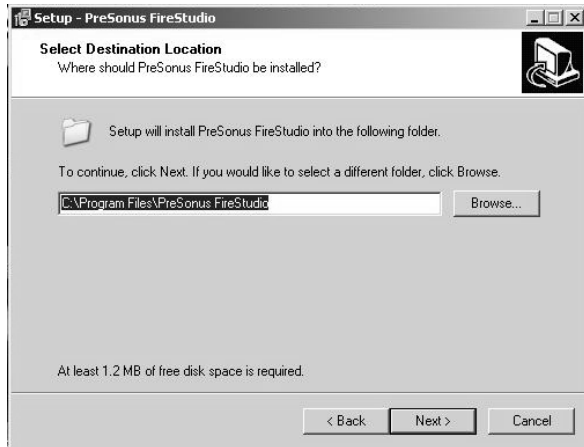 Setup - PreSonus FireStudio
Select Destination Location
Where should PreSonus FireStudio be installed?
Setup will install PreSonus FireStudio into the following folder.
To continue, click Next. If you would like to select a different folder, click Browse.
C:\Program Files\PreSonus FireStudio
Browse...
At least 1.2 MB of free disk space is required.
< Back
Next >
Cancel